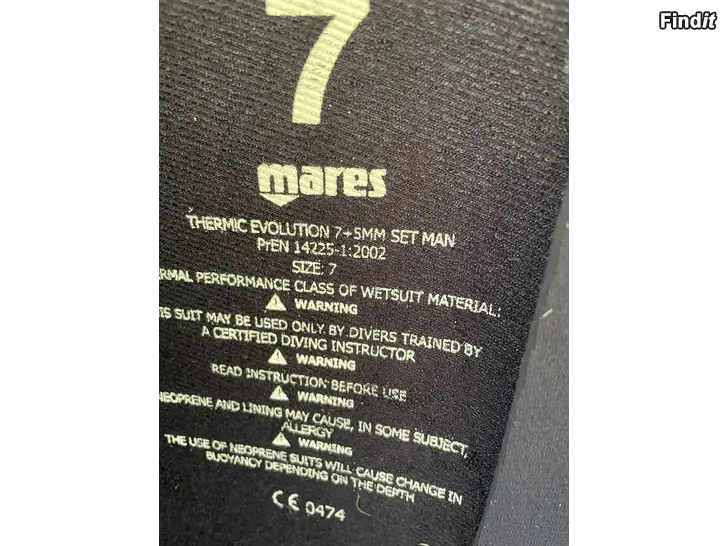 Findit
7
mares
THERMIC EVOLUTION 7+5MM SET MAN
PrEN 14225-1:2002
SIZE: 7
RMAL PERFORMANCE CLASS OF WETSUIT MATERIAL:
WARNING
IS SUIT MAY BE USED ONLY BY DIVERS TRAINED BY
A CERTIFIED DIVING INSTRUCTOR
WARNING
READ INSTRUCTION BEFORE USE
WARNING
NEOPRENE AND LINING MAY CAUSE, IN SOME SUBJECT,
ALLERGY
WARNING
THE USE OF NEOPRENE SUITS WILL CAUSE CHANGE IN
BUOYANCY DEPENDING ON THE DEPTH
CE 0474